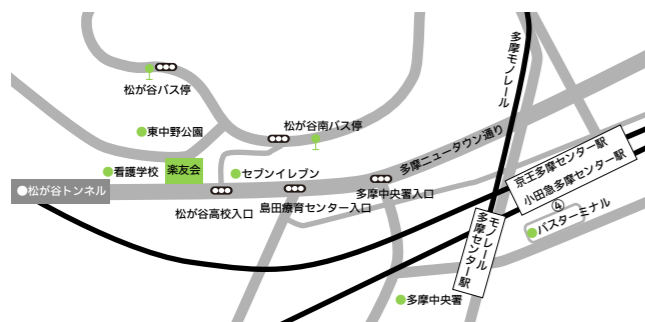 多摩モノレール
松が谷バス停
松が谷南バス停
東中野公園
多摩ニュータウン通り
看護学校
楽友会
セブンイレブン
京王多摩センター駅
小田急多摩センター駅
松が谷トンネル
松が谷高校入口
島田療育センター入口
多摩中央署入口
④
バスターミナル
モノレール
多摩センター駅
多摩中央署